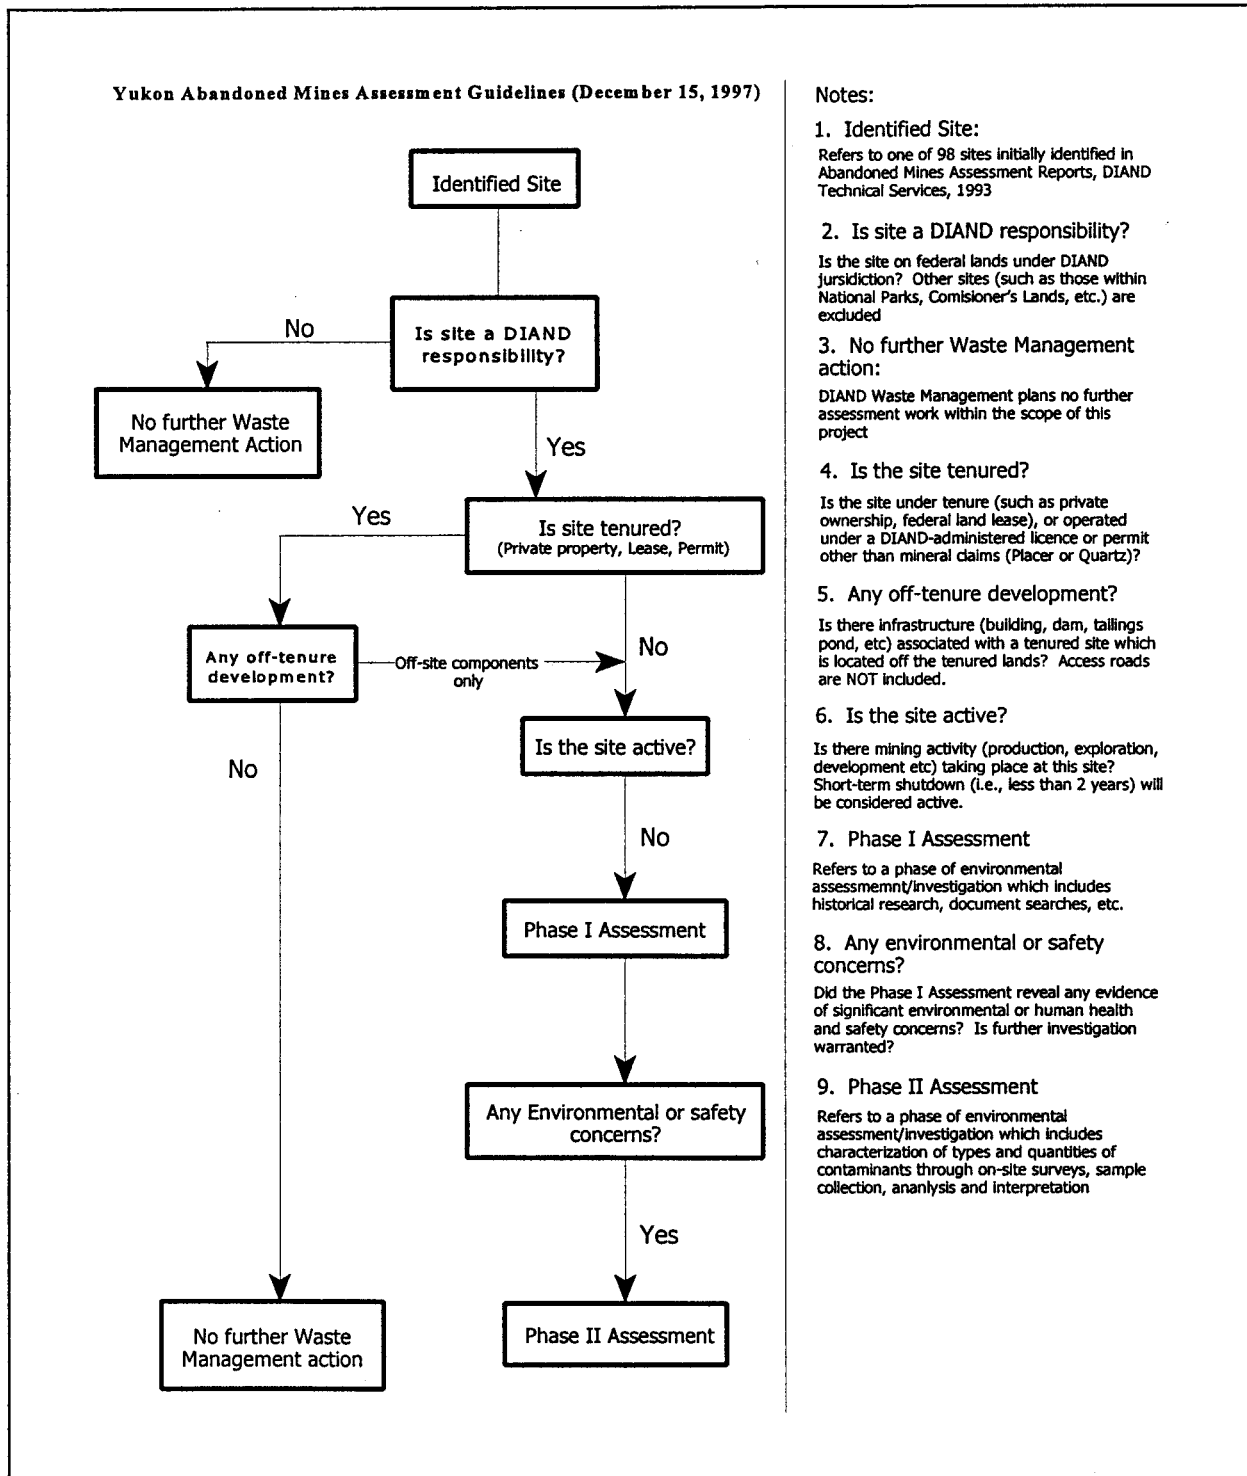 Yukon Abandoned Mines Assessment Guidelines (December 15, 1997)
Identified Site
Is site a DIAND
responsibility?
No
No further Waste
Management Action
Yes
Is site tenured?
(Private property, Lease, Permit)
Yes
Any off-tenure
development?
Off-site components
only
No
Is the site active?
No
No
Phase I Assessment
Any Environmental or safety
concerns?
Yes
No further Waste
Management action
Phase II Assessment
Notes:
1. Identified Site:
Refers to one of 98 sites initially identified in
Abandoned Mines Assessment Reports, DIAND
Technical Services, 1993
2. Is site a DIAND responsibility?
Is the site on federal lands under DIAND
jursidiction? Other sites (such as those within
National Parks, Comisioner's Lands, etc.) are
excluded
3. No further Waste Management
action:
DIAND Waste Management plans no further
assessment work within the scope of this
project
4. Is the site tenured?
Is the site under tenure (such as private
ownership, federal land lease), or operated
under a DIAND-administered licence or permit
other than mineral claims (Placer or Quartz)?
5. Any off-tenure development?
Is there infrastructure (building, dam, tailings
pond, etc) associated with a tenured site which
is located off the tenured lands? Access roads
are NOT included.
6. Is the site active?
Is there mining activity (production, exploration,
development etc) taking place at this site?
Short-term shutdown (i.e., less than 2 years) will
be considered active.
7. Phase I Assessment
Refers to a phase of environmental
assessmemnt/investigation which includes
historical research, document searches, etc.
8. Any environmental or safety
concerns?
Did the Phase I Assessment reveal any evidence
of significant environmental or human health
and safety concerns? Is further investigation
warranted?
9. Phase II Assessment
Refers to a phase of environmental
assessment/investigation which includes
characterization of types and quantities of
contaminants through on-site surveys, sample
collection, ananlysis and interpretation